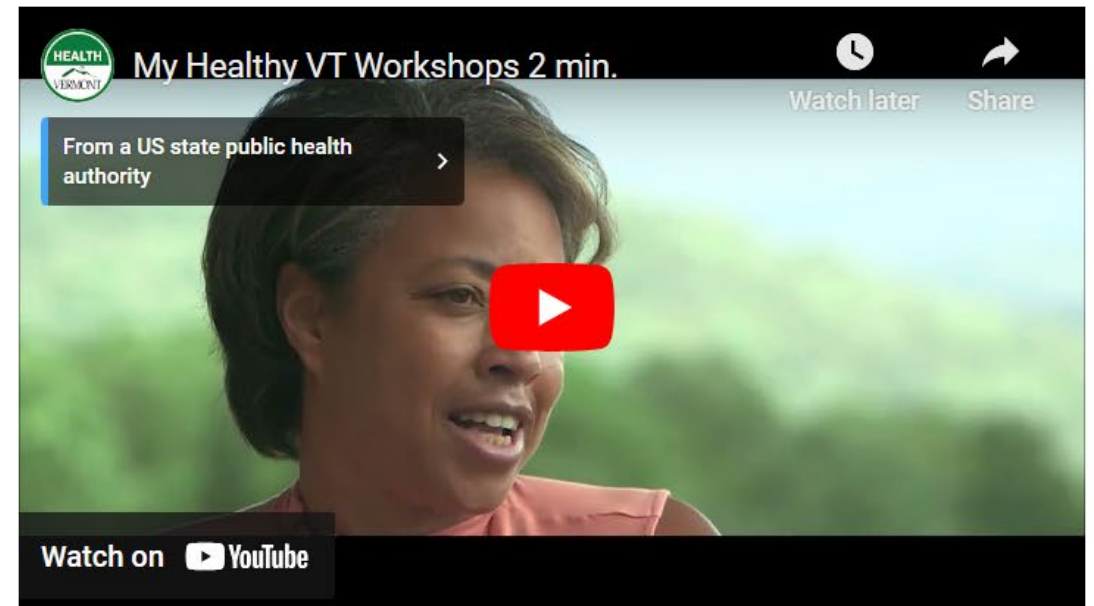 HEALTH
VERMONT
My Healthy VT Workshops 2 min.
Watch later
Share
From a US state public health
authority
Watch on YouTube